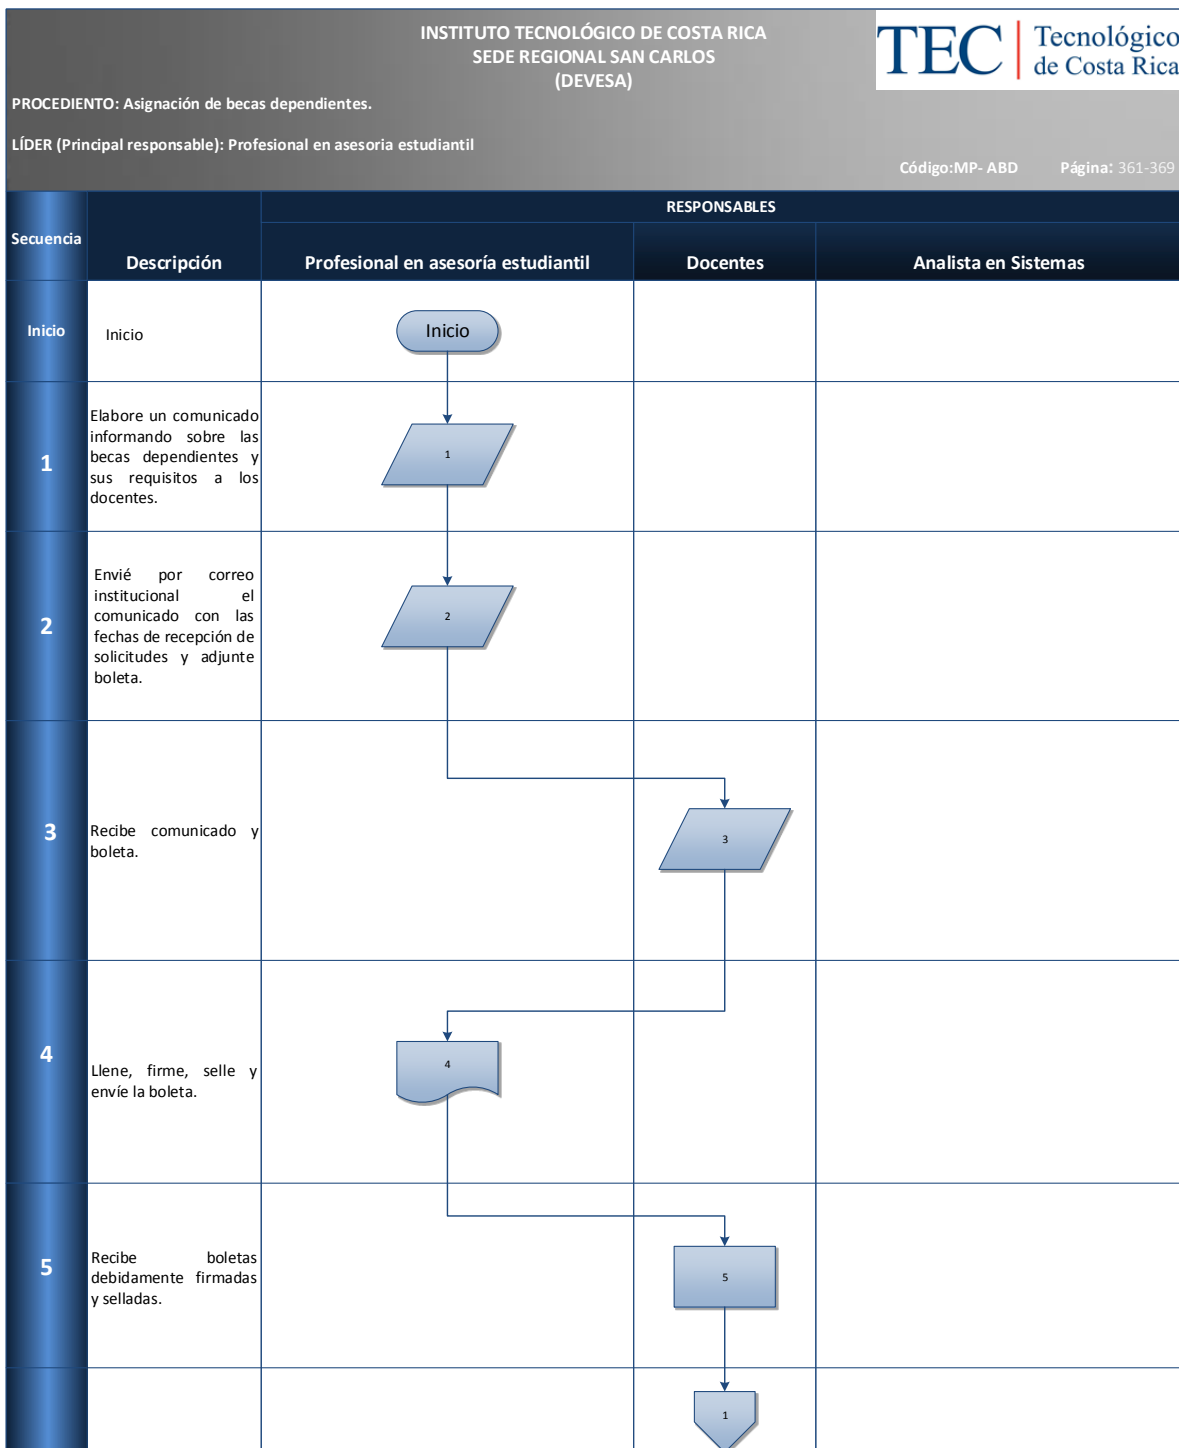 INSTITUTO TECNOLÓGICO DE COSTA RICA
SEDE REGIONAL SAN CARLOS
(DEVESA)
TEC | Tecnológico
de Costa Rica
PROCEDIENTO: Asignación de becas dependientes.
LÍDER (Principal responsable): Profesional en asesoria estudiantil
Código:MP- ABD Página: 361-369
RESPONSABLES
Secuencia
Descripción
Profesional en asesoría estudiantil
Docentes
Analista en Sistemas
Inicio
Inicio
Inicio
1
Elabore un comunicado
informando sobre las
becas dependientes y
sus requisitos a los
docentes.
1
2
Envié por correo
institucional el
comunicado con las
fechas de recepción de
solicitudes y adjunte
boleta.
2
3
Recibe comunicado y
boleta.
3
4
Llene, firme, selle y
envíe la boleta.
4
5
Recibe boletas
debidamente firmadas
y selladas.
5
1